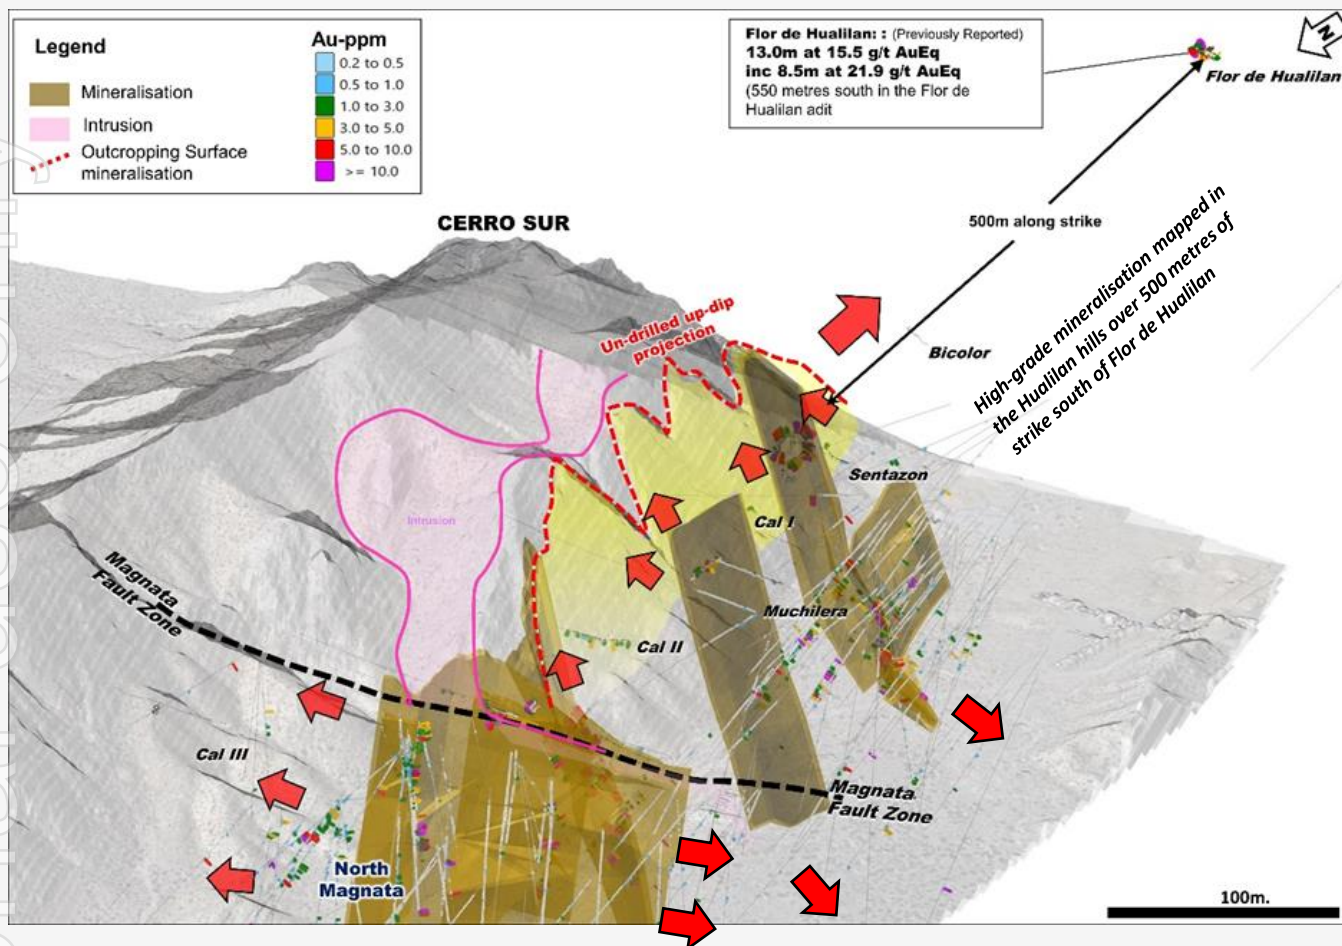 Legend
Mineralisation
Intrusion
Outcropping Surface
mineralisation
Au-ppm
0.2 to 0.5
0.5 to 1.0
1.0 to 3.0
3.0 to 5.0
5.0 to 10.0
>= 10.0
Flor de Hualilan: : (Previously Reported)
13.0m at 15.5 g/t AuEq
inc 8.5m at 21.9 g/t AuEq
(550 metres south in the Flor de
Hualilan adit
N
Flor de Hualilan
500m along strike
High-grade mineralisation mapped in
the Hualilan hills over 500 metres of
strike south of Flor de Hualilan
CERRO SUR
Un-drilled up-dip
projection
Bicolor
Sentazon
Cal I
Intrusion
Muchilera
Magnata
Fault Zone
Cal II
Cal III
Magnata
Fault Zone
North
Magnata
100m.